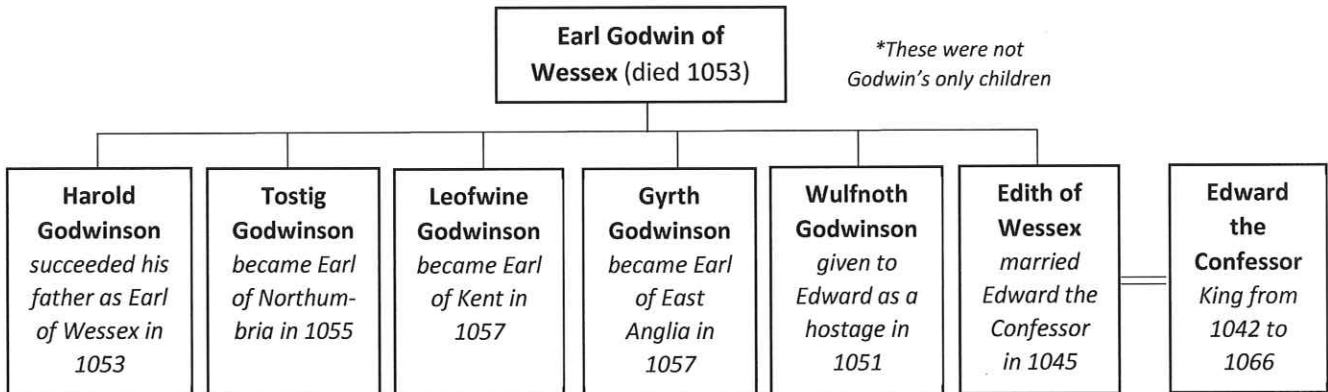 Earl Godwin of
Wessex (died 1053)
*These were not
Godwin's only children
Harold
Godwinson
succeeded his
father as Earl
of Wessex in
1053
Tostig
Godwinson
became Earl
of Northum-
bria in 1055
Leofwine
Godwinson
became Earl
of Kent in
1057
Gyrth
Godwinson
became Earl
of East
Anglia in
1057
Wulfnoth
Godwinson
given to
Edward as a
hostage in
1051
Edith of
Wessex
married
Edward the
Confessor
in 1045
Edward
the
Confessor
King from
1042 to
1066